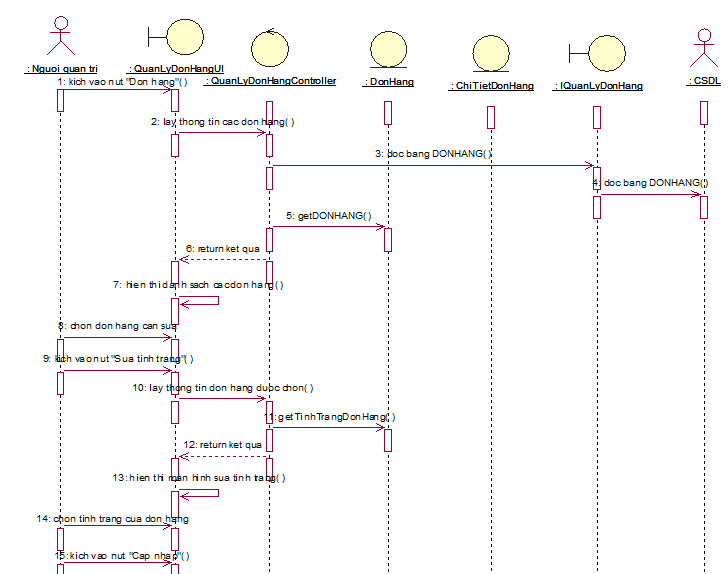 : Nguoi quan tri
: QuanLyDonHangUI
: QuanLyDonHangController
: DonHang
: ChiTietDonHang
: IQuanLyDonHang
: CSDL
1: kich vao nut "Don hang"( )
2: lay thong tin cac don hang( )
3: doc bang DONHANG( )
4: doc bang DONHANG( )
5: getDONHANG( )
6: return ket qua
7: hien thi danh sach cac don hang( )
8: chon don hang can sua
9: kich vao nut "Sua tinh trang"( )
10: lay thong tin don hang duoc chon( )
11: getTinhTrangDonHang( )
12: return ket qua
13: hien thi man hinh sua tinh trang( )
14: chon tinh trang cua don hang
15: kich vao nut "Cap nhap"( )